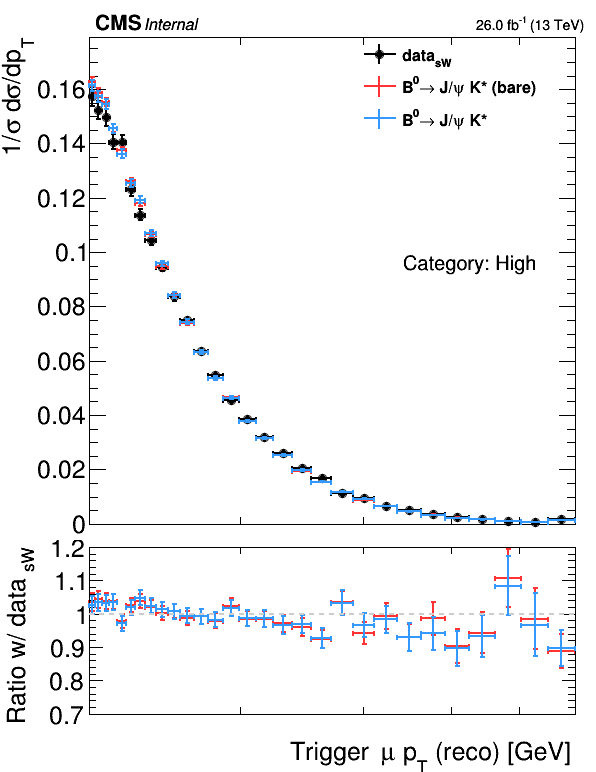 CMS Internal 26.0 fb⁻¹ (13 TeV)
1/σ dσ/dp_T
data_sW
B⁰→ J/ψ K* (bare)
B⁰→ J/ψ K*
Category: High
0.16
0.14
0.12
0.1
0.08
0.06
0.04
0.02
0
Ratio w/ data_sW
1.2
1.1
1
0.9
0.8
0.7
Trigger μ p_T (reco) [GeV]